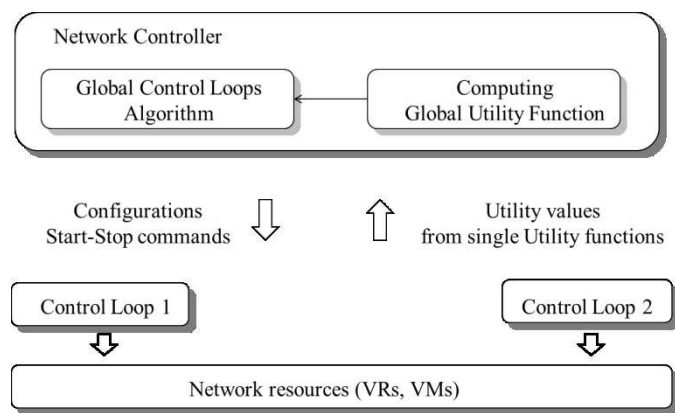 Network Controller
Global Control Loops
Algorithm
Computing
Global Utility Function
Configurations
Start-Stop commands
Utility values
from single Utility functions
Control Loop 1
Control Loop 2
Network resources (VRs, VMs)